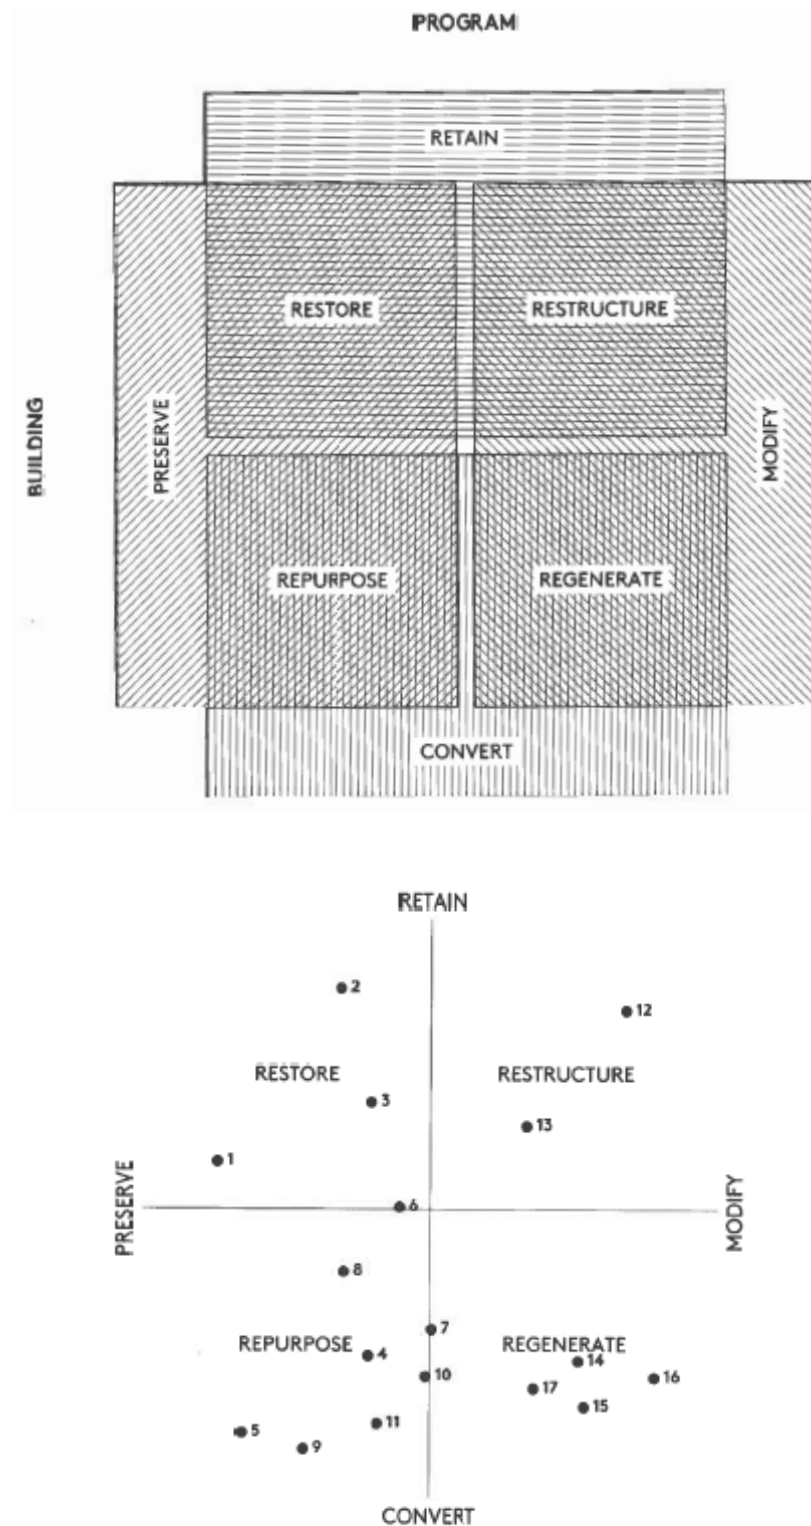 PROGRAM
RETAIN
RESTORE
RESTRUCTURE
BUILDING
PRESERVE
MODIFY
REPURPOSE
REGENERATE
CONVERT
RETAIN
2
12
RESTORE
RESTRUCTURE
3
13
1
PRESERVE
6
MODIFY
8
7
REPURPOSE
REGENERATE
4
14
10
17
16
15
11
5
9
CONVERT